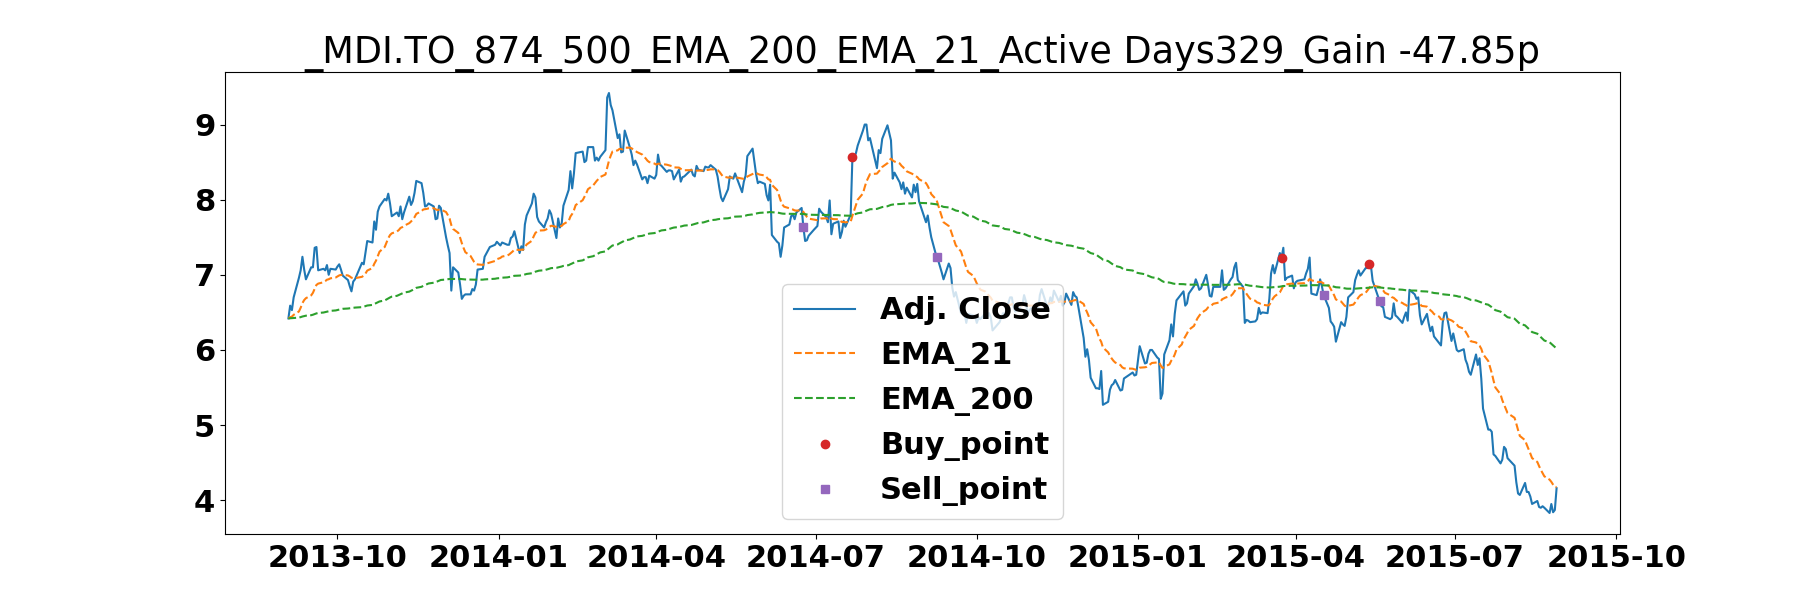 _MDI.TO_874_500_EMA_200_EMA_21_Active Days329_Gain -47.85p
9
8
7
6
5
4
Adj. Close
EMA_21
EMA_200
Buy_point
Sell_point
2013-10 2014-01 2014-04 2014-07 2014-10 2015-01 2015-04 2015-07 2015-10